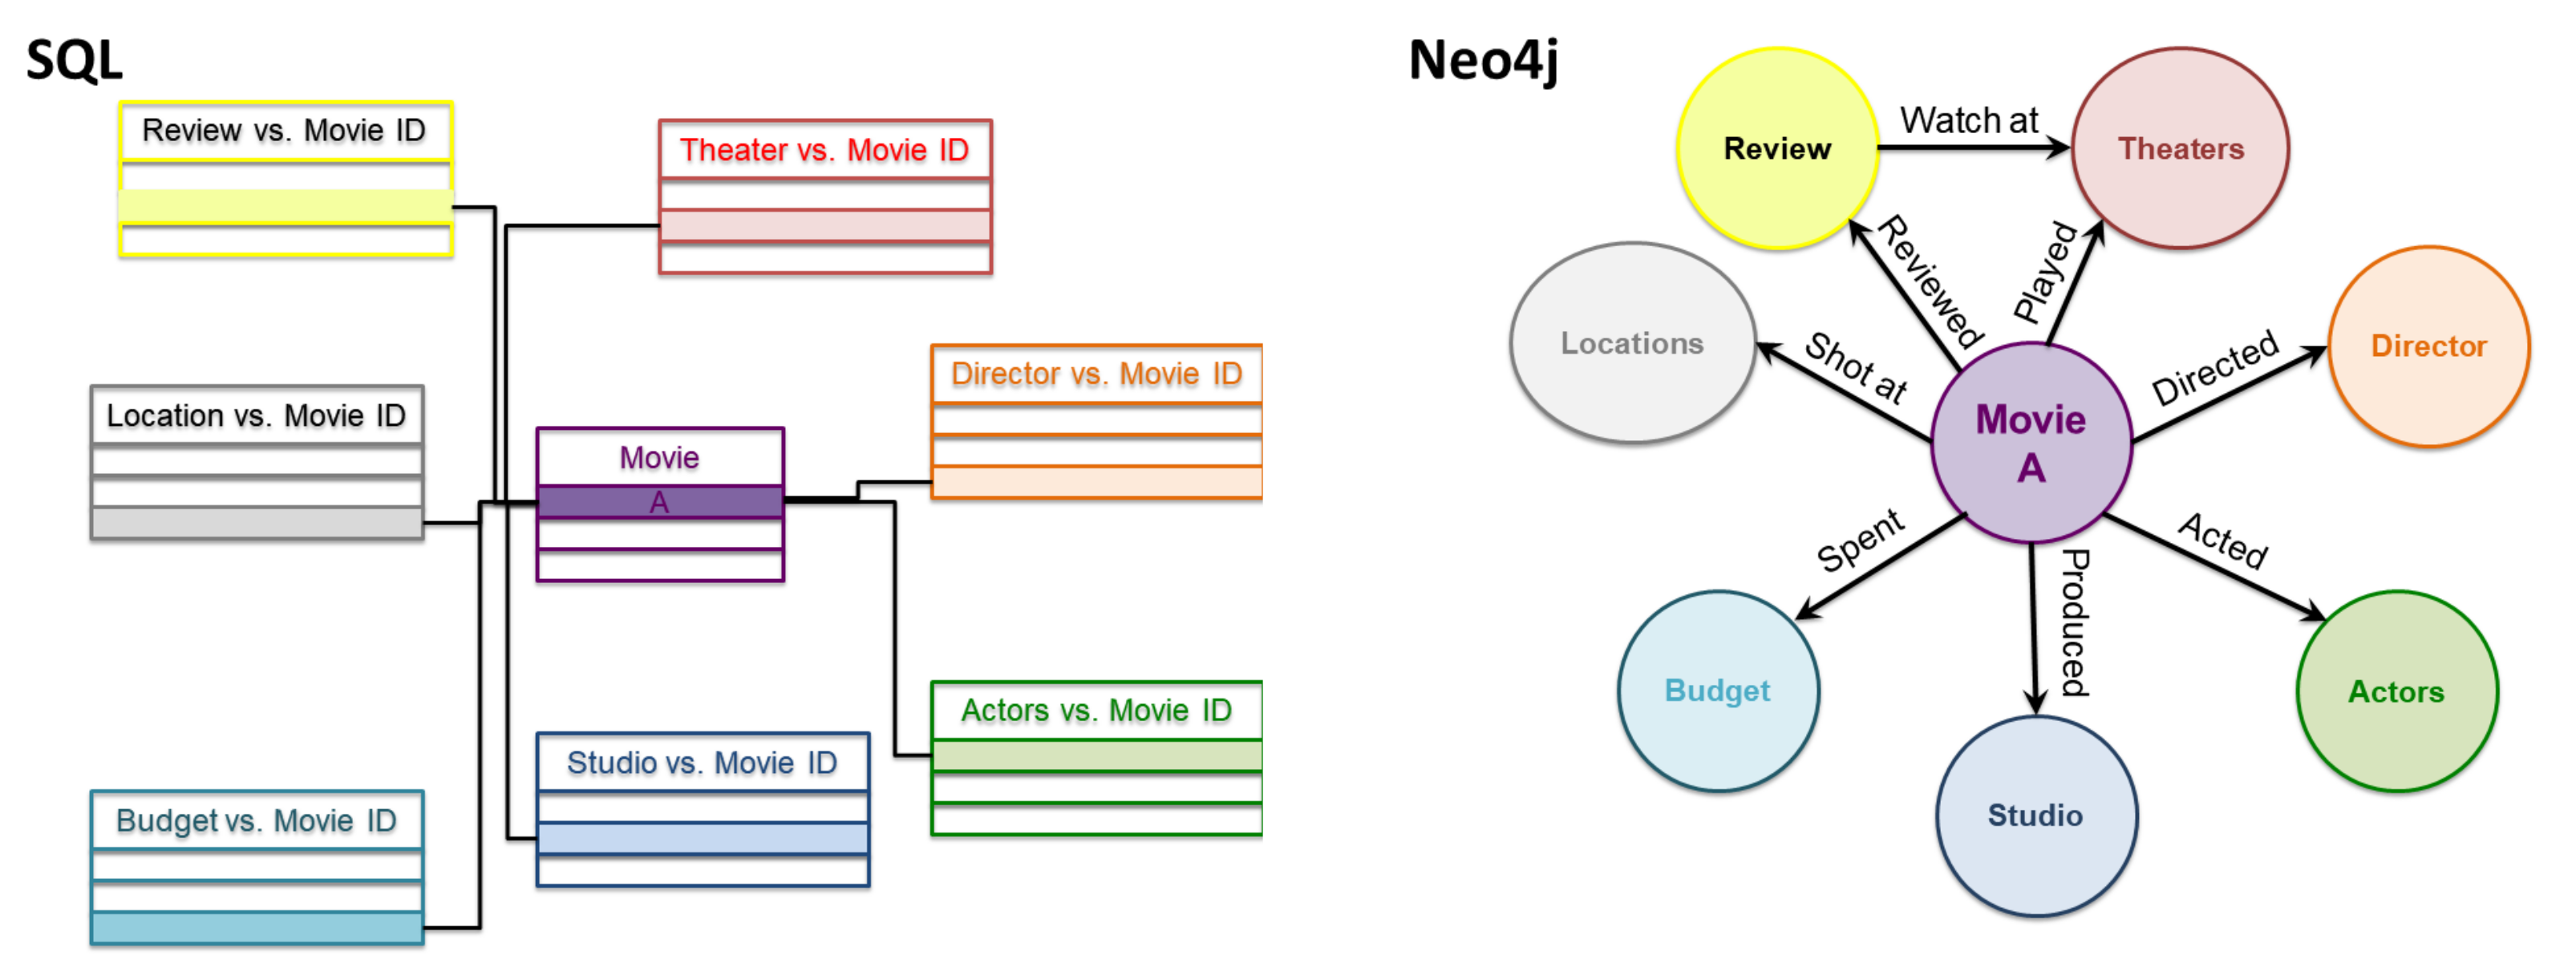 SQL
Review vs. Movie ID
Theater vs. Movie ID
Director vs. Movie ID
Location vs. Movie ID
Movie
A
Actors vs. Movie ID
Studio vs. Movie ID
Budget vs. Movie ID
Neo4j
Review
Watch at
Theaters
Reviewed
Played
Locations
Shot at
Directed
Director
Movie
A
Spent
Produced
Acted
Budget
Studio
Actors